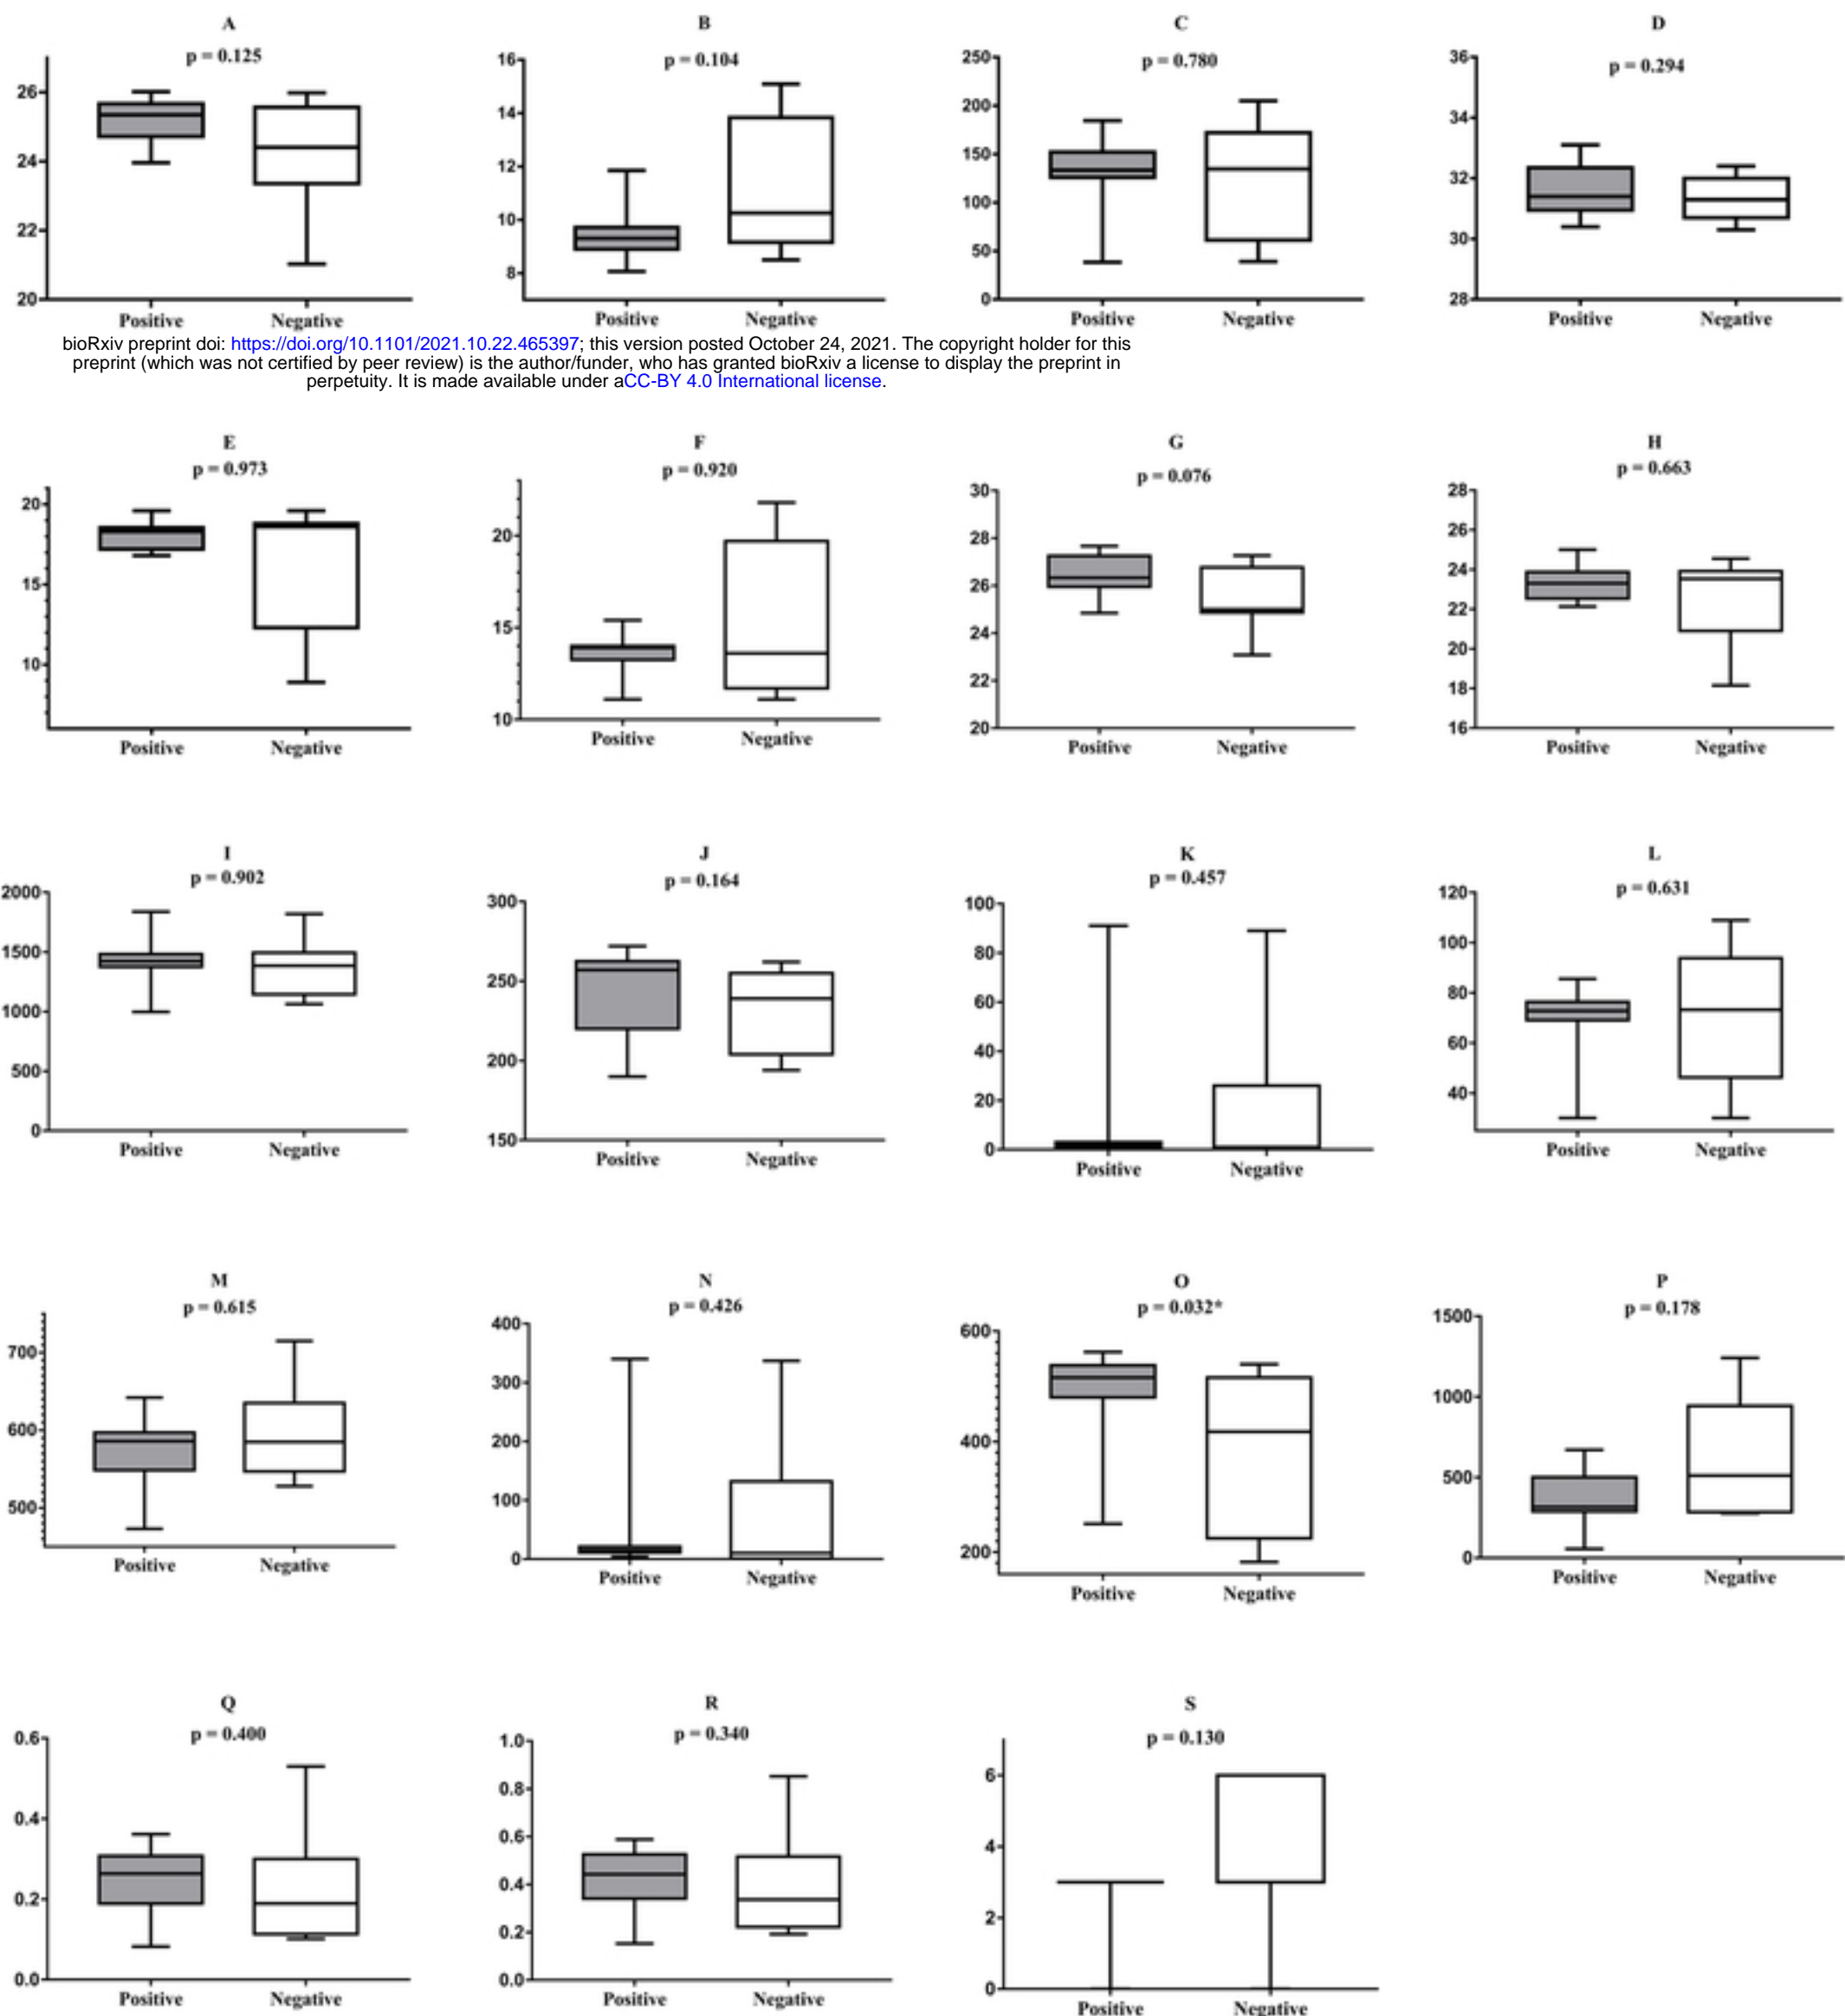 A B C D
p = 0.125 p = 0.104 p = 0.780 p = 0.294
26 24 22 20
16 14 12 10 8
250 200 150 100 50 0
36 34 32 30 28
Positive Negative Positive Negative Positive Negative Positive Negative
bioRxiv preprint doi: https://doi.org/10.1101/2021.10.22.465397; this version posted October 24, 2021. The copyright holder for this
preprint (which was not certified by peer review) is the author/funder, who has granted bioRxiv a license to display the preprint in
perpetuity. It is made available under aCC-BY 4.0 International license.
E F G H
p = 0.973 p = 0.920 p = 0.076 p = 0.663
20 15 10
20 15 10
30 28 26 24 22 20
28 26 24 22 20 18 16
Positive Negative Positive Negative Positive Negative Positive Negative
I J K L
p = 0.902 p = 0.164 p = 0.457 p = 0.631
2000 1500 1000 500 0
300 250 200 150
100 80 60 40 20 0
120 100 80 60 40
Positive Negative Positive Negative Positive Negative Positive Negative
M N O P
p = 0.615 p = 0.426 p = 0.032* p = 0.178
700 600 500
400 300 200 100 0
600 400 200
1500 1000 500 0
Positive Negative Positive Negative Positive Negative Positive Negative
Q R S
p = 0.400 p = 0.340 p = 0.130
0.6 0.4 0.2 0.0
1.0 0.8 0.6 0.4 0.2 0.0
6 4 2 0
Positive Negative Positive Negative Positive Negative